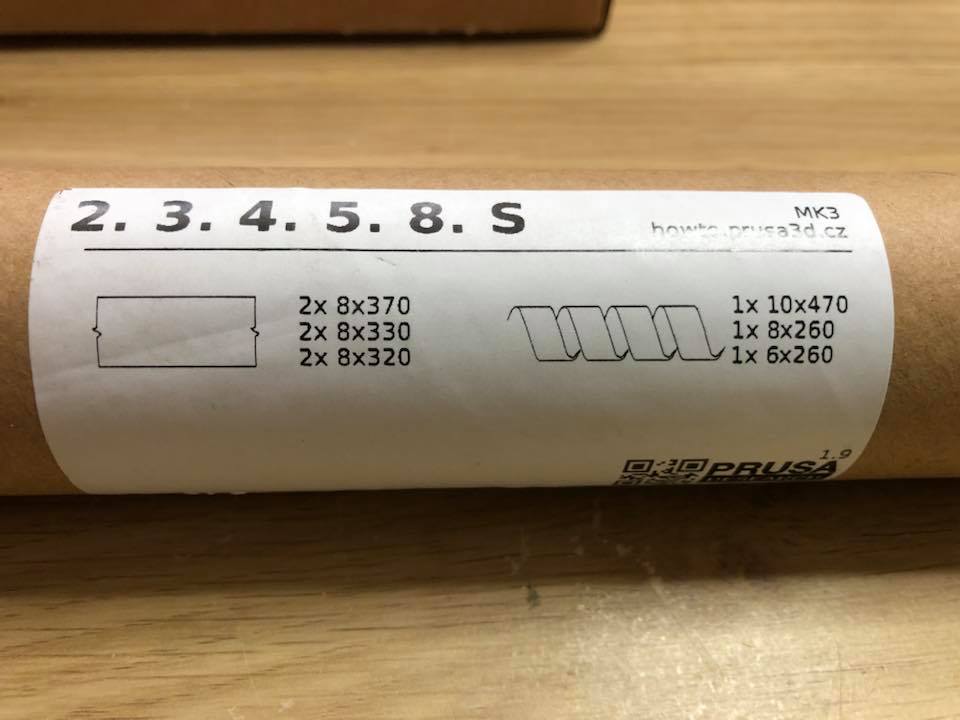 2. 3. 4. 5. 8. S
MK3
howto.prusa3d.cz
2x 8x370
2x 8x330
2x 8x320
1x 10x470
1x 8x260
1x 6x260
1.9
PRUSA